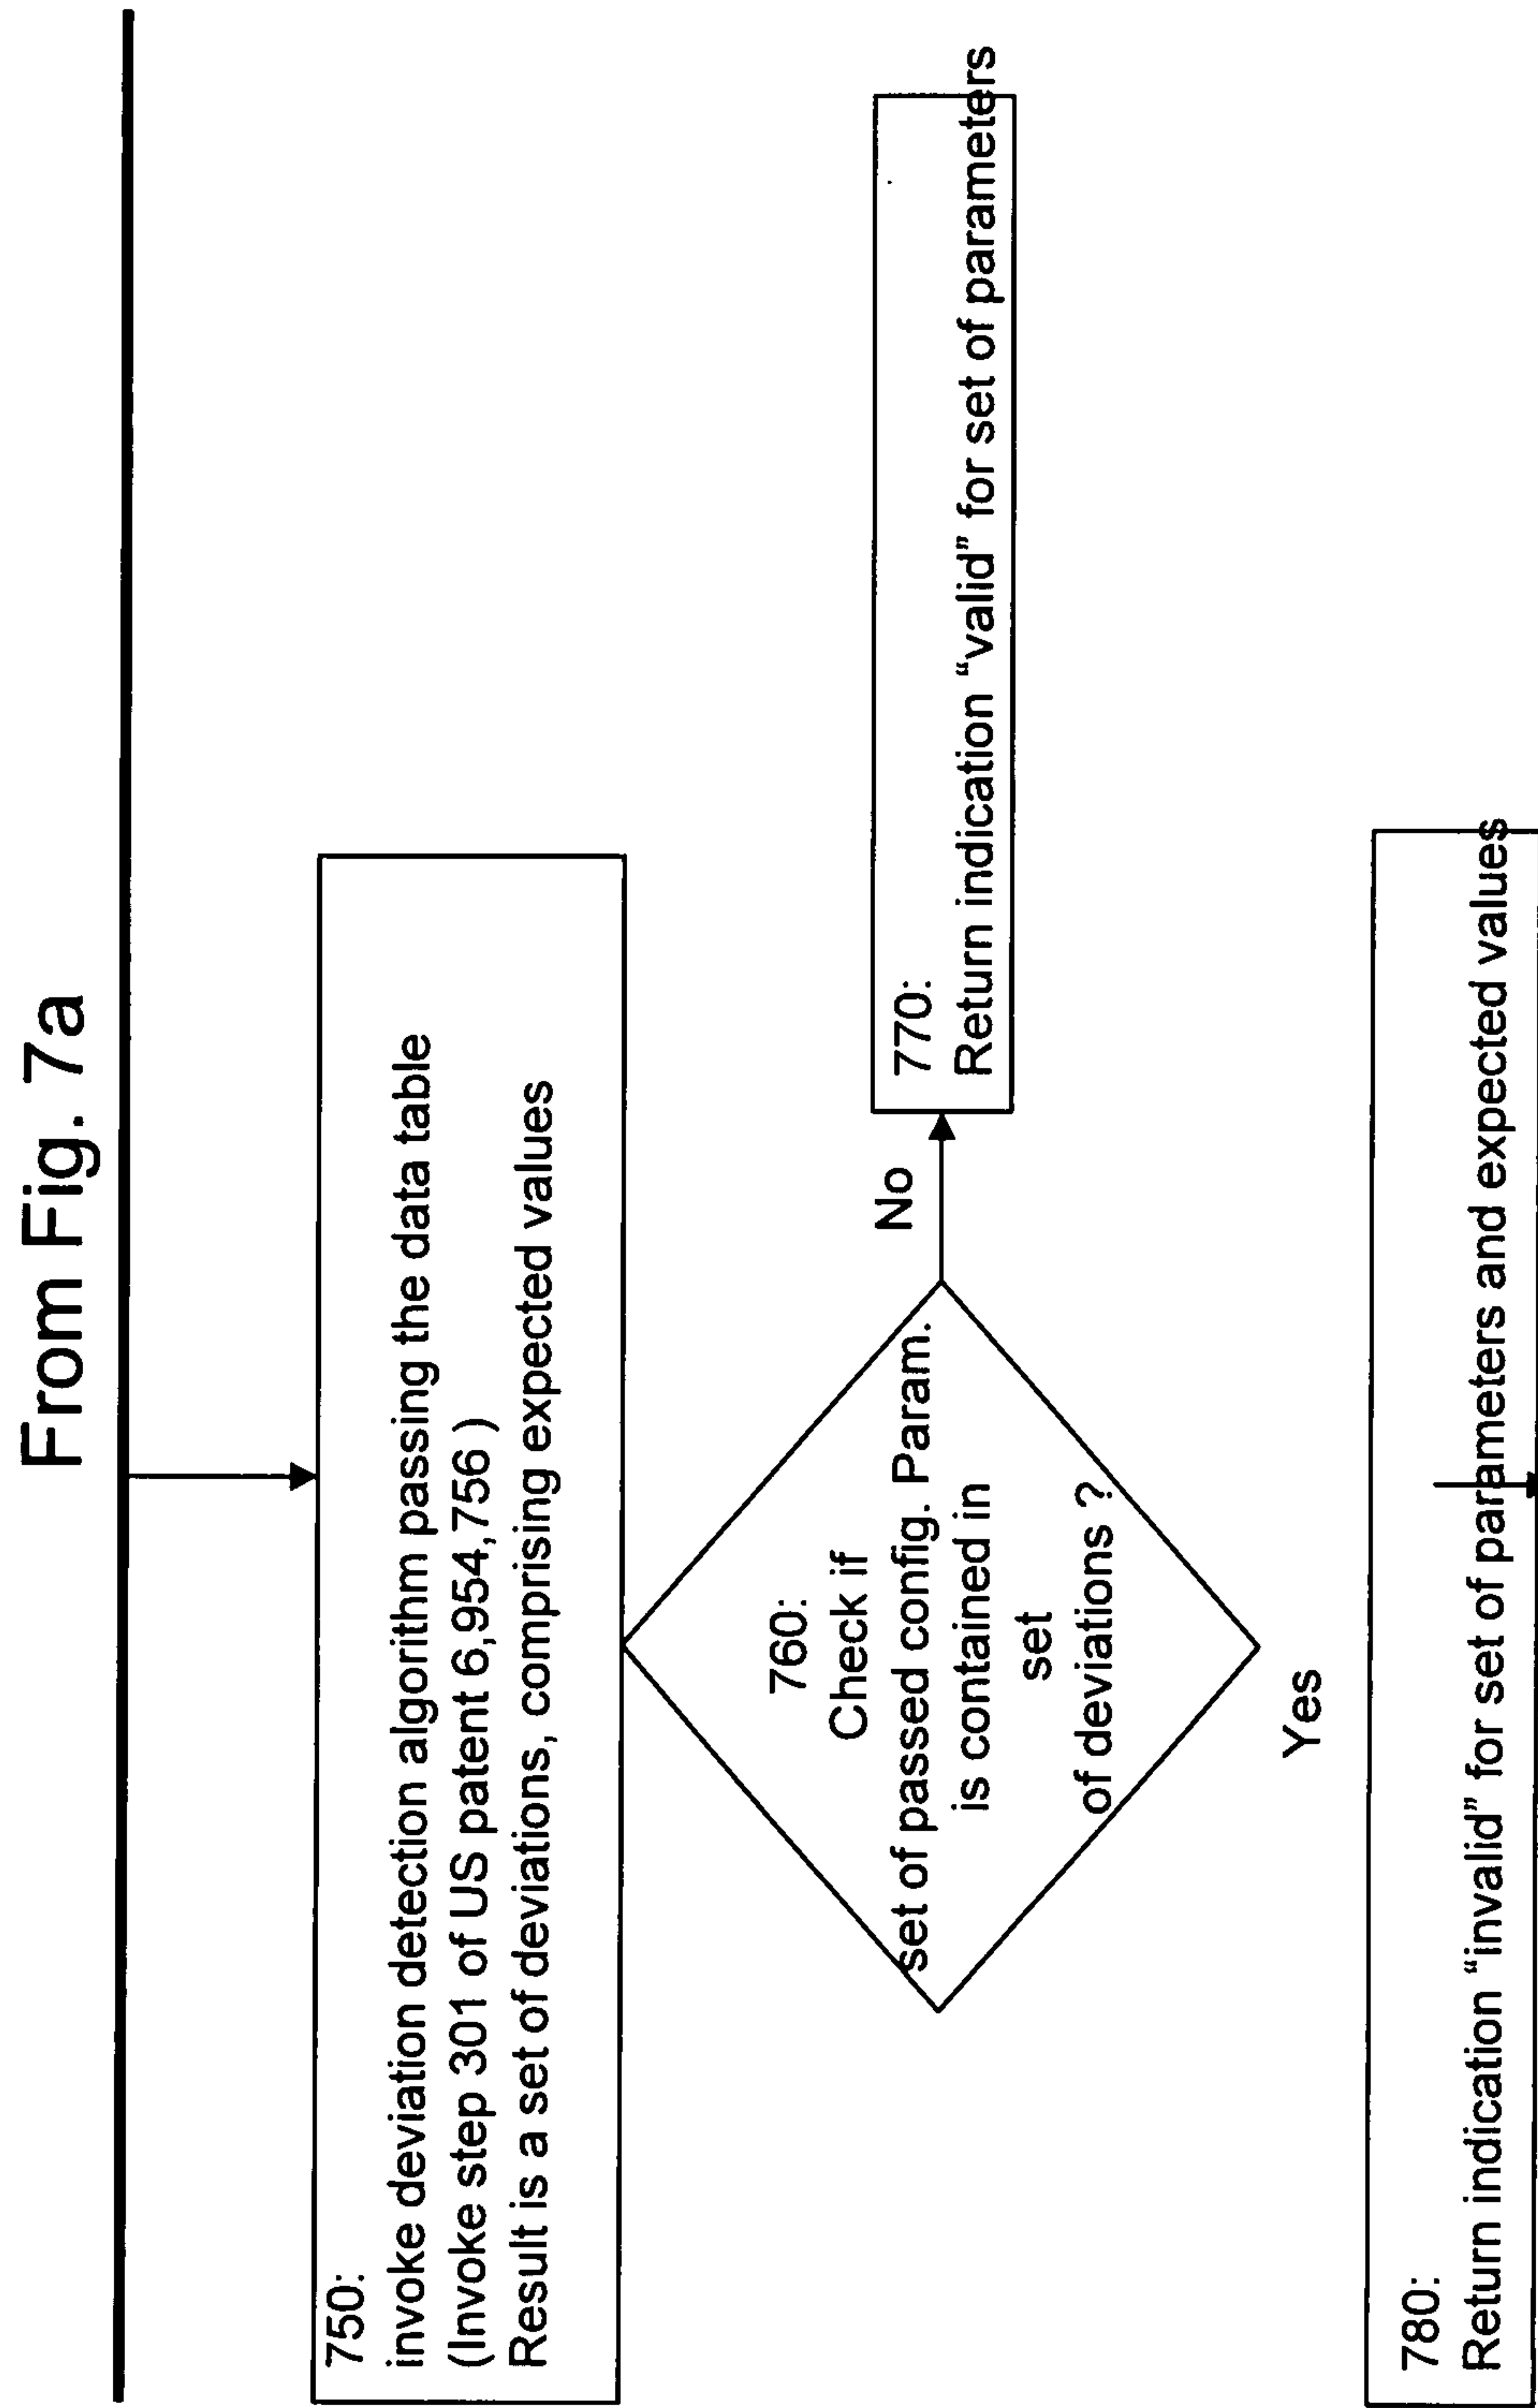 From Fig. 7a
750:
invoke deviation detection algorithm passing the data table
(Invoke step 301 of US patent 6,954,756 )
Result is a set of deviations, comprising expected values
760:
Check if
set of passed config. Param.
is contained in
set
of deviations ?
No
770:
Return indication “valid” for set of parameters
Yes
780:
Return indication “invalid” for set of parameters and expected values